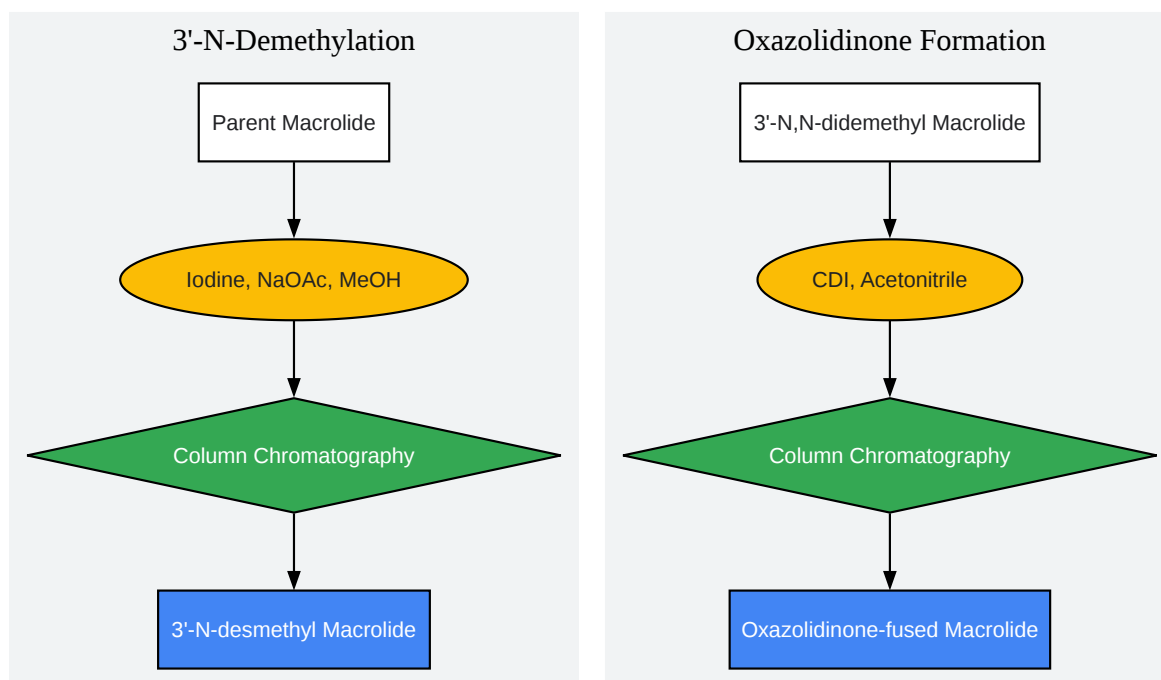 3'-N-Demethylation
Parent Macrolide
Iodine, NaOAc, MeOH
Column Chromatography
3'-N-desmethyl Macrolide
Oxazolidinone Formation
3'-N,N-didemethyl Macrolide
CDI, Acetonitrile
Column Chromatography
Oxazolidinone-fused Macrolide